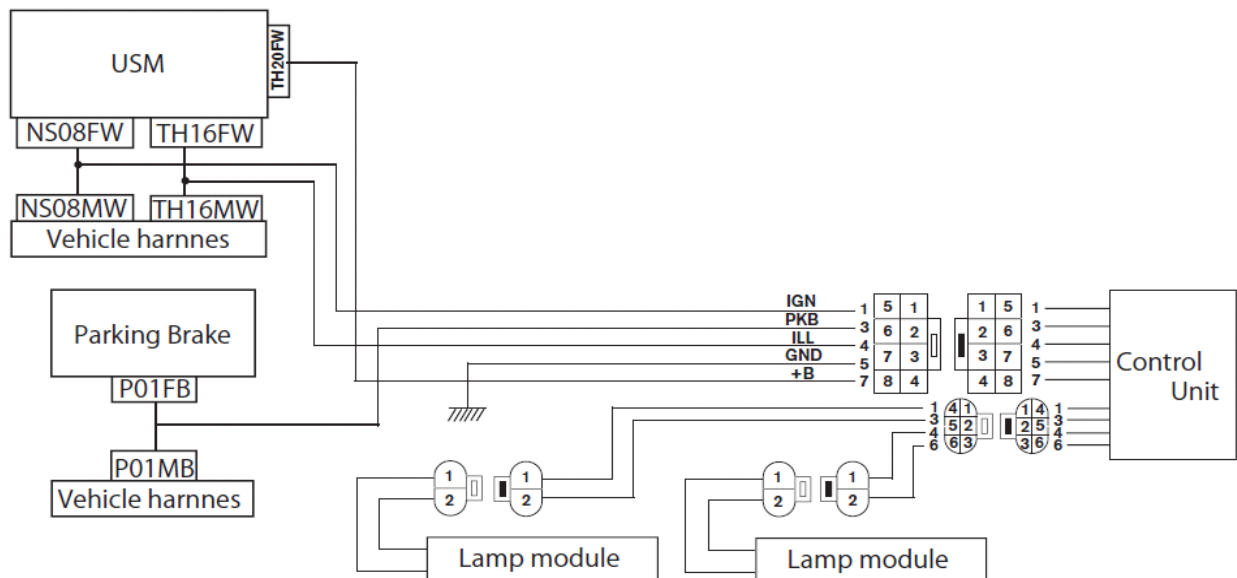 USM
TH20FW
NS08FW
TH16FW
NS08MW
TH16MW
Vehicle harnnes
Parking Brake
P01FB
P01MB
Vehicle harnnes
IGN
PKB
ILL
GND
+B
1
3
4
5
7
5 1
6 2
7 3
8 4
1 5
2 6
3 7
4 8
1
3
4
5
7
Control
Unit
1
3
4
6
4 1
5 2
6 3
1 4
2 5
3 6
1
3
4
6
1
2
1
2
Lamp module
1
2
1
2
Lamp module